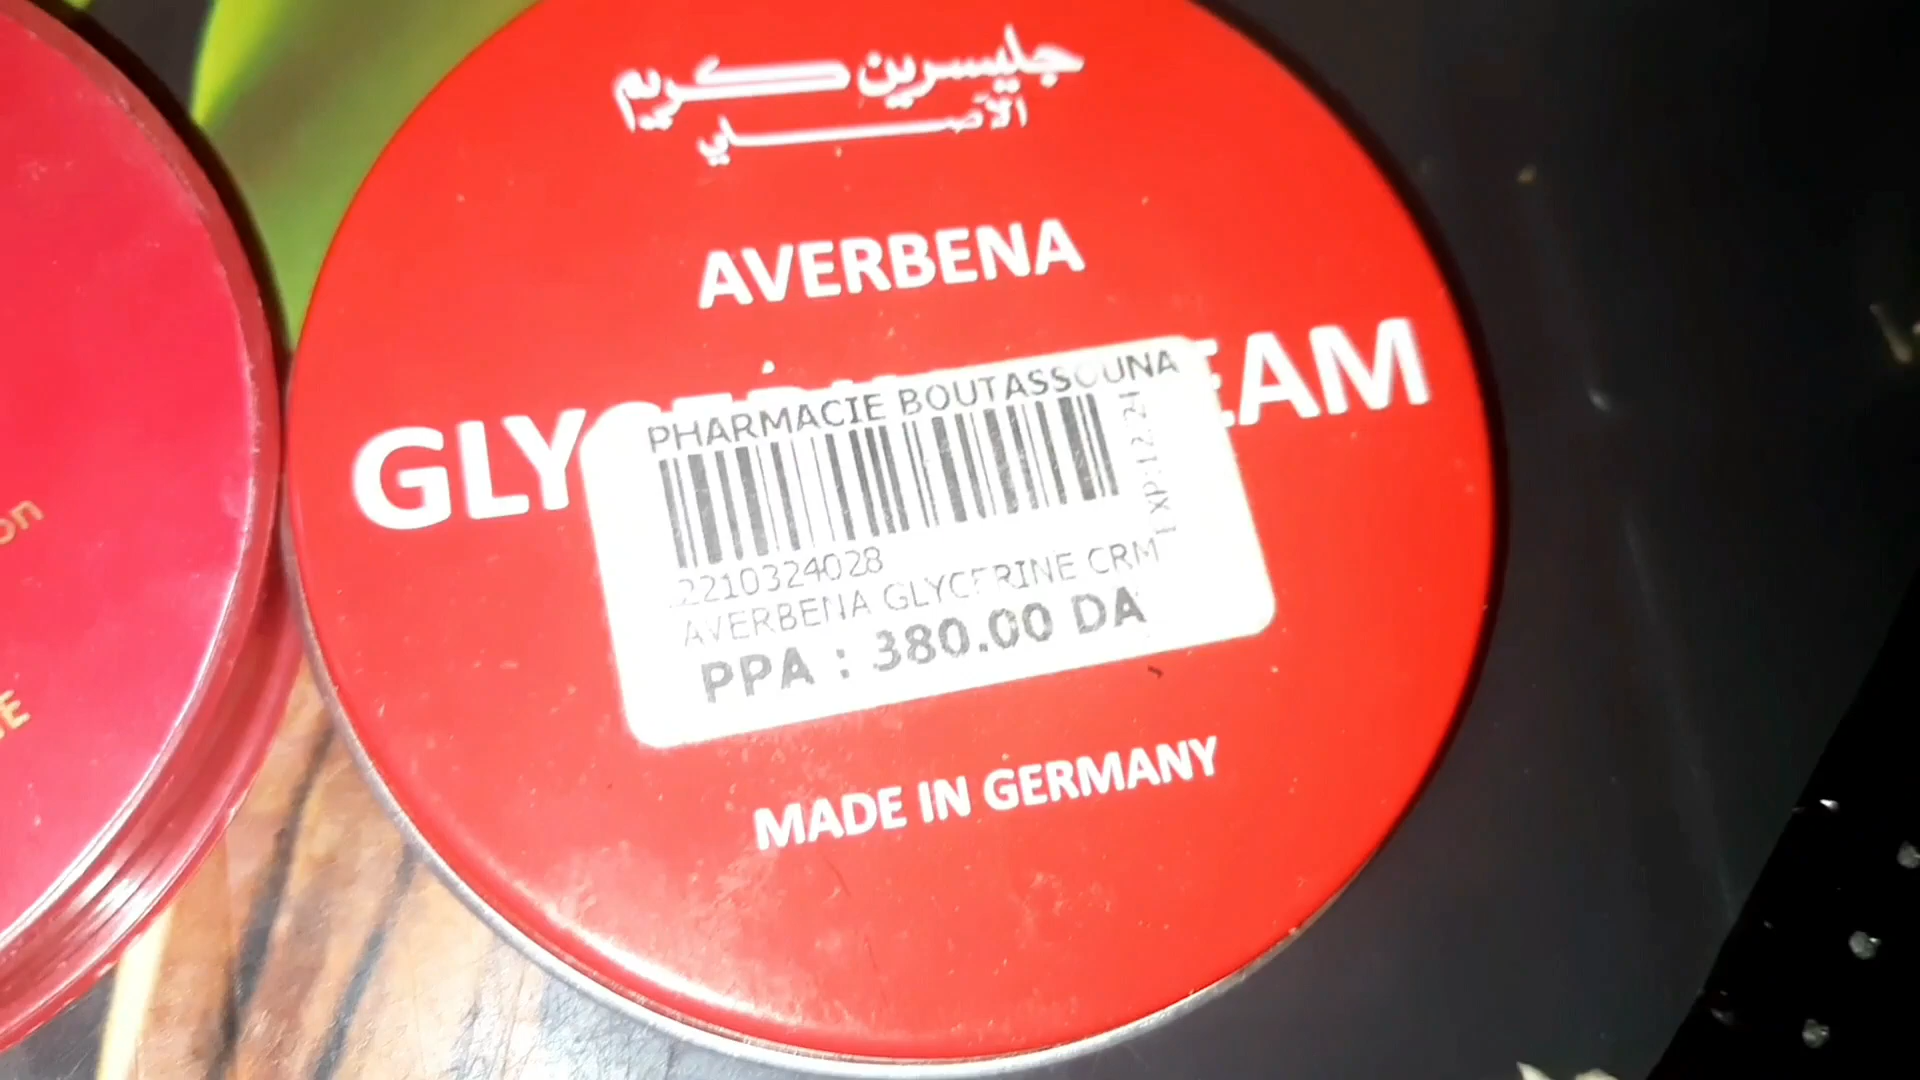 جليسرين كريم
الأصلي
AVERBENA
GLY EAM
PHARMACIE BOUTASSOUNA
2210324028
AVERBENA GLYCERINE CRM
PPA : 380.00 DA
MADE IN GERMANY
on